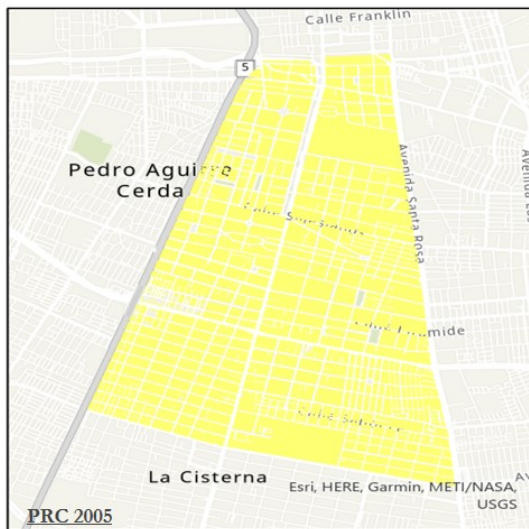 Calle Franklin
5
Pedro Aguirre
Cerda
Avenida Santa Rosa
Avenida
La Cisterna
Esri, HERE, Garmin, METI/NASA,
USGS
PRC 2005